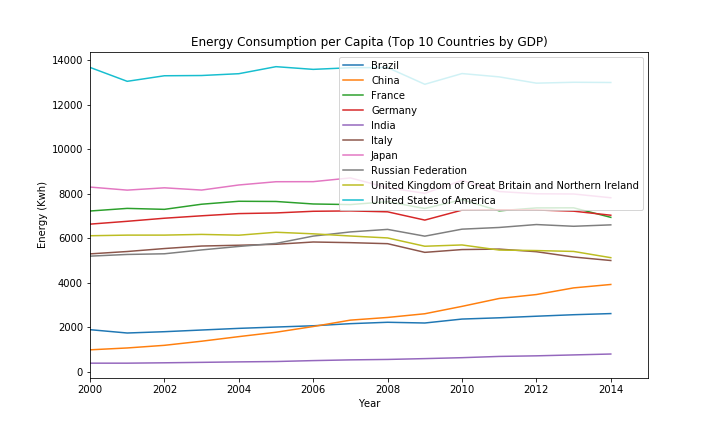 Energy Consumption per Capita (Top 10 Countries by GDP)
14000
12000
10000
8000
6000
4000
2000
0
Energy (Kwh)
Brazil
China
France
Germany
India
Italy
Japan
Russian Federation
United Kingdom of Great Britain and Northern Ireland
United States of America
2000 2002 2004 2006 2008 2010 2012 2014
Year